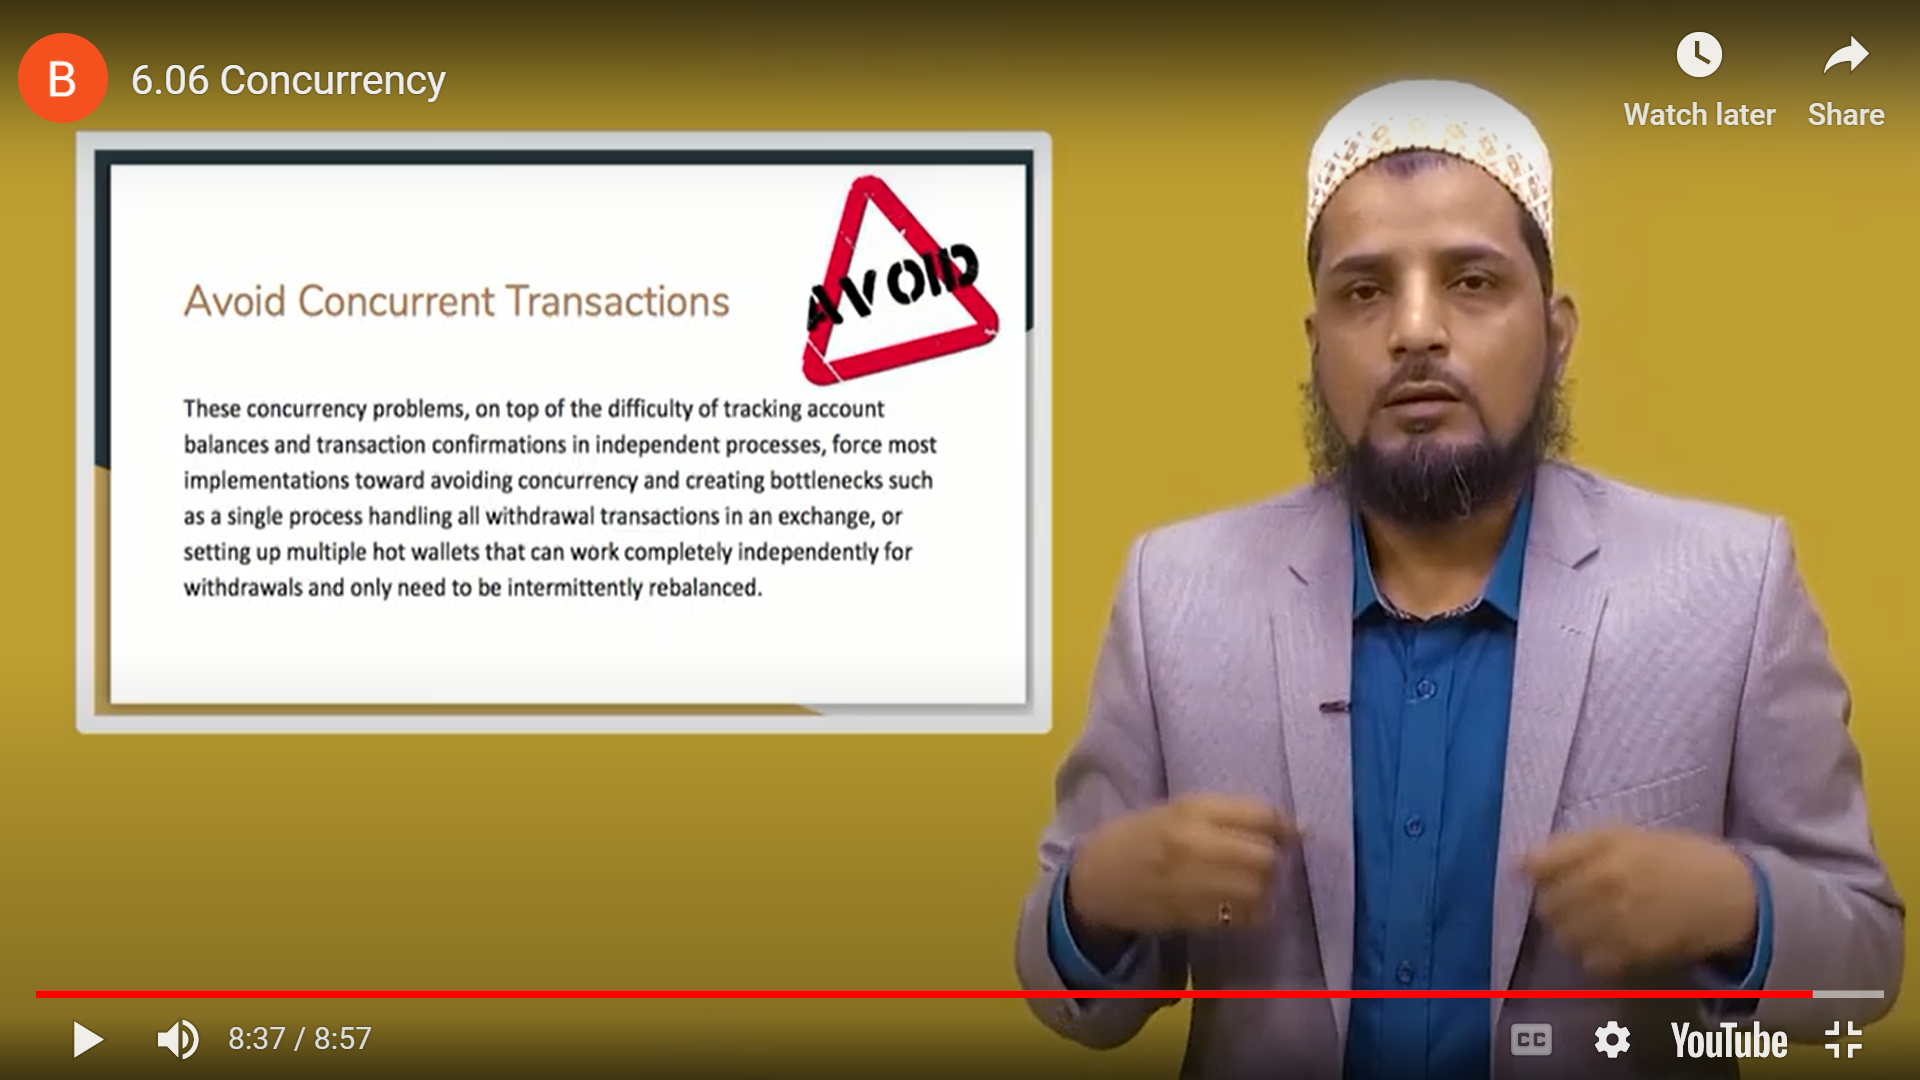 B
6.06 Concurrency
Watch later
Share
AVOID
Avoid Concurrent Transactions
These concurrency problems, on top of the difficulty of tracking account
balances and transaction confirmations in independent processes, force most
implementations toward avoiding concurrency and creating bottlenecks such
as a single process handling all withdrawal transactions in an exchange, or
setting up multiple hot wallets that can work completely independently for
withdrawals and only need to be intermittently rebalanced.
8:37 / 8:57
CC
YouTube